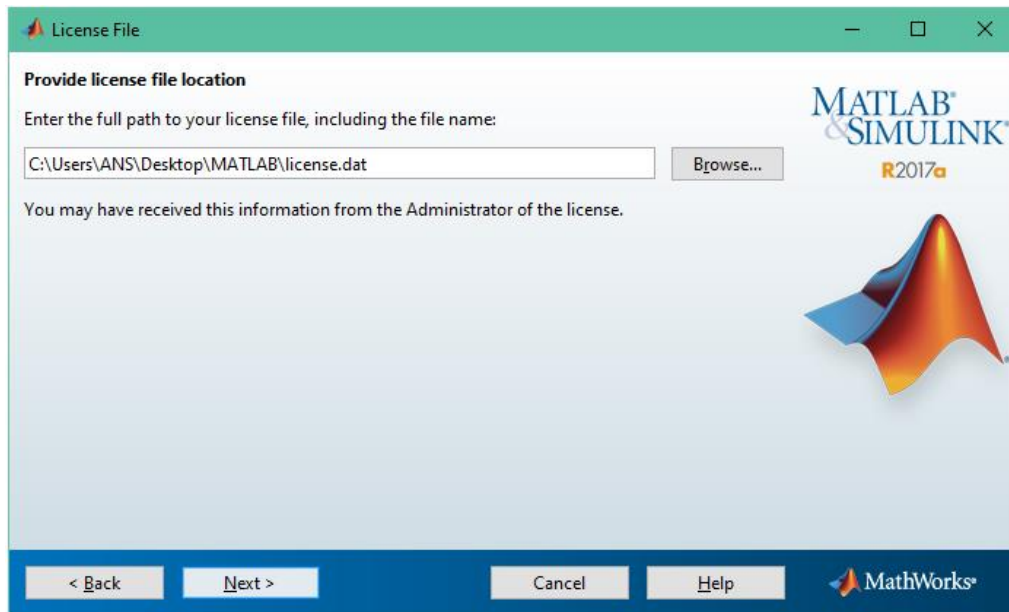 License File
Provide license file location
Enter the full path to your license file, including the file name:
C:\Users\ANS\Desktop\MATLAB\license.dat
Browse...
You may have received this information from the Administrator of the license.
MATLAB®
&SIMULINK®
R2017a
< Back
Next >
Cancel
Help
MathWorks®